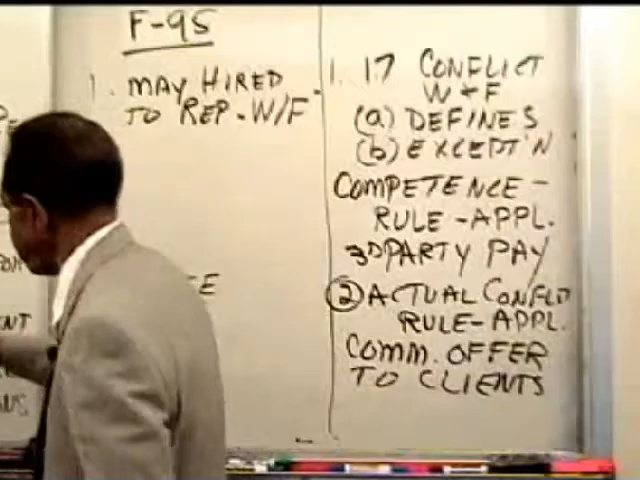 F-95
1. MAY HIRED
TO REP. W/F
1. 17 CONFLICT
W + F
(a) DEFINES
(b) EXCEPT'N
COMPETENCE -
RULE - APPL.
3D PARTY PAY
② ACTUAL CONFL
RULE - APPL.
COMM. OFFER
TO CLIENTS